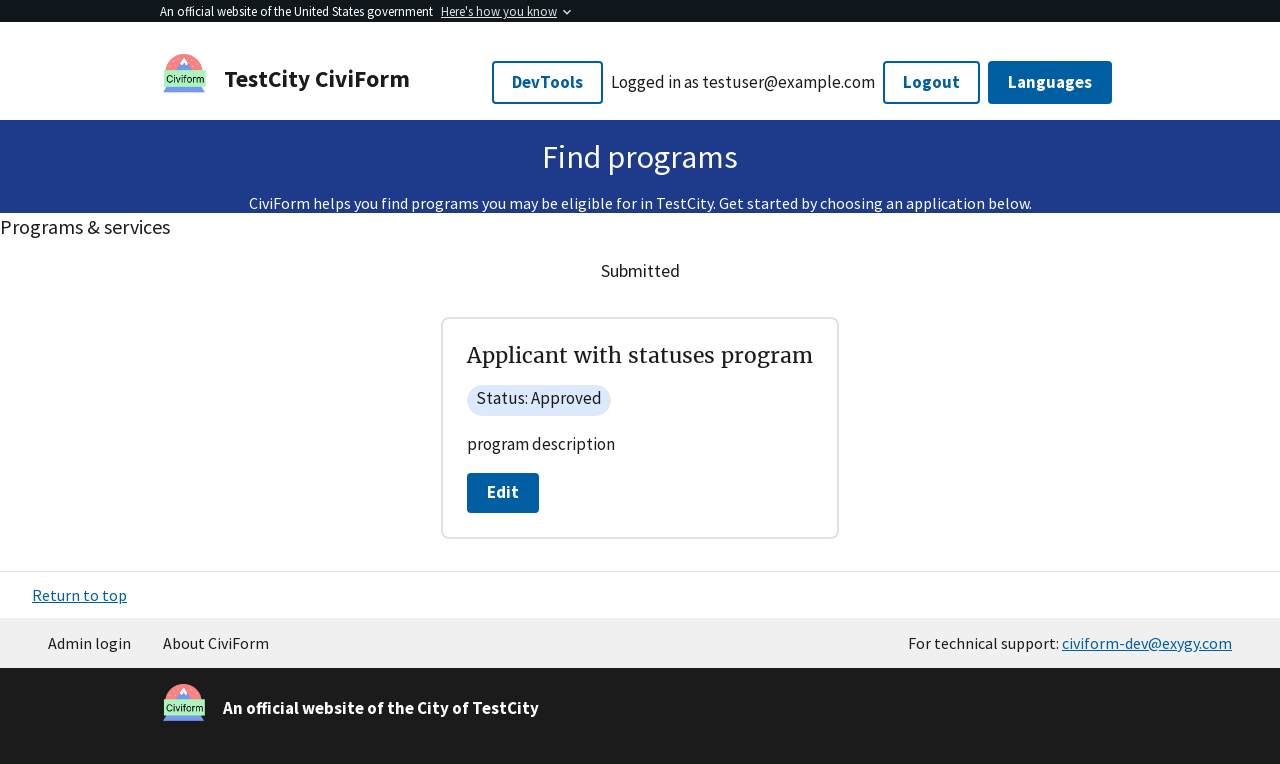 An official website of the United States government Here's how you know
Civiform
TestCity CiviForm
DevTools
Logged in as testuser@example.com
Logout
Languages
Find programs
CiviForm helps you find programs you may be eligible for in TestCity. Get started by choosing an application below.
Programs & services
Submitted
Applicant with statuses program
Status: Approved
program description
Edit
Return to top
Admin login
About CiviForm
For technical support: civiform-dev@exygy.com
Civiform
An official website of the City of TestCity